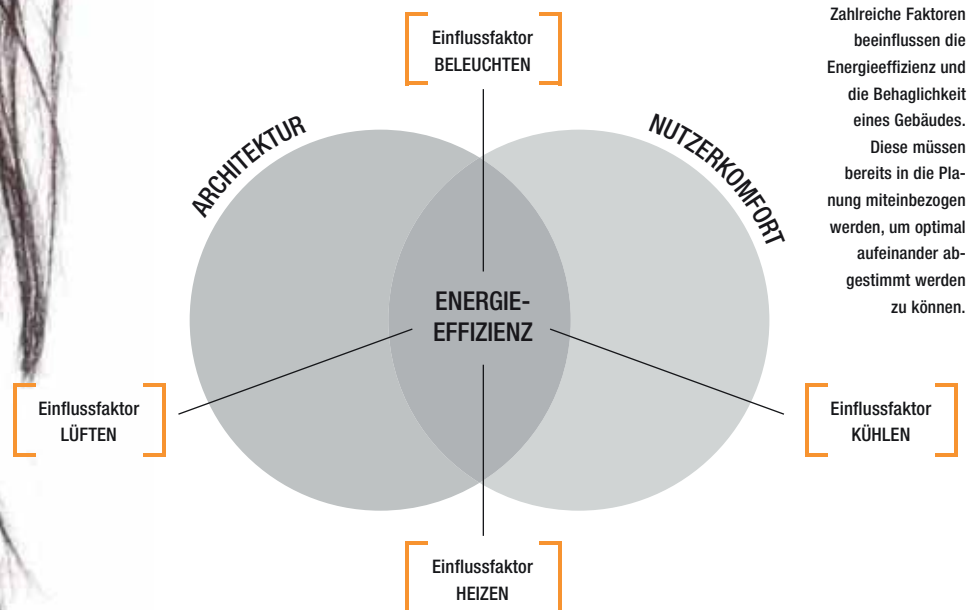 Einflussfaktor
BELEUCHTEN
Zahlreiche Faktoren
beeinflussen die
Energieeffizienz und
die Behaglichkeit
eines Gebäudes.
Diese müssen
bereits in die Pla-
nung miteinbezogen
werden, um optimal
aufeinander ab-
gestimmt werden
zu können.
ARCHITEKTUR
NUTZERKOMFORT
ENERGIE-
EFFIZIENZ
Einflussfaktor
LÜFTEN
Einflussfaktor
KÜHLEN
Einflussfaktor
HEIZEN